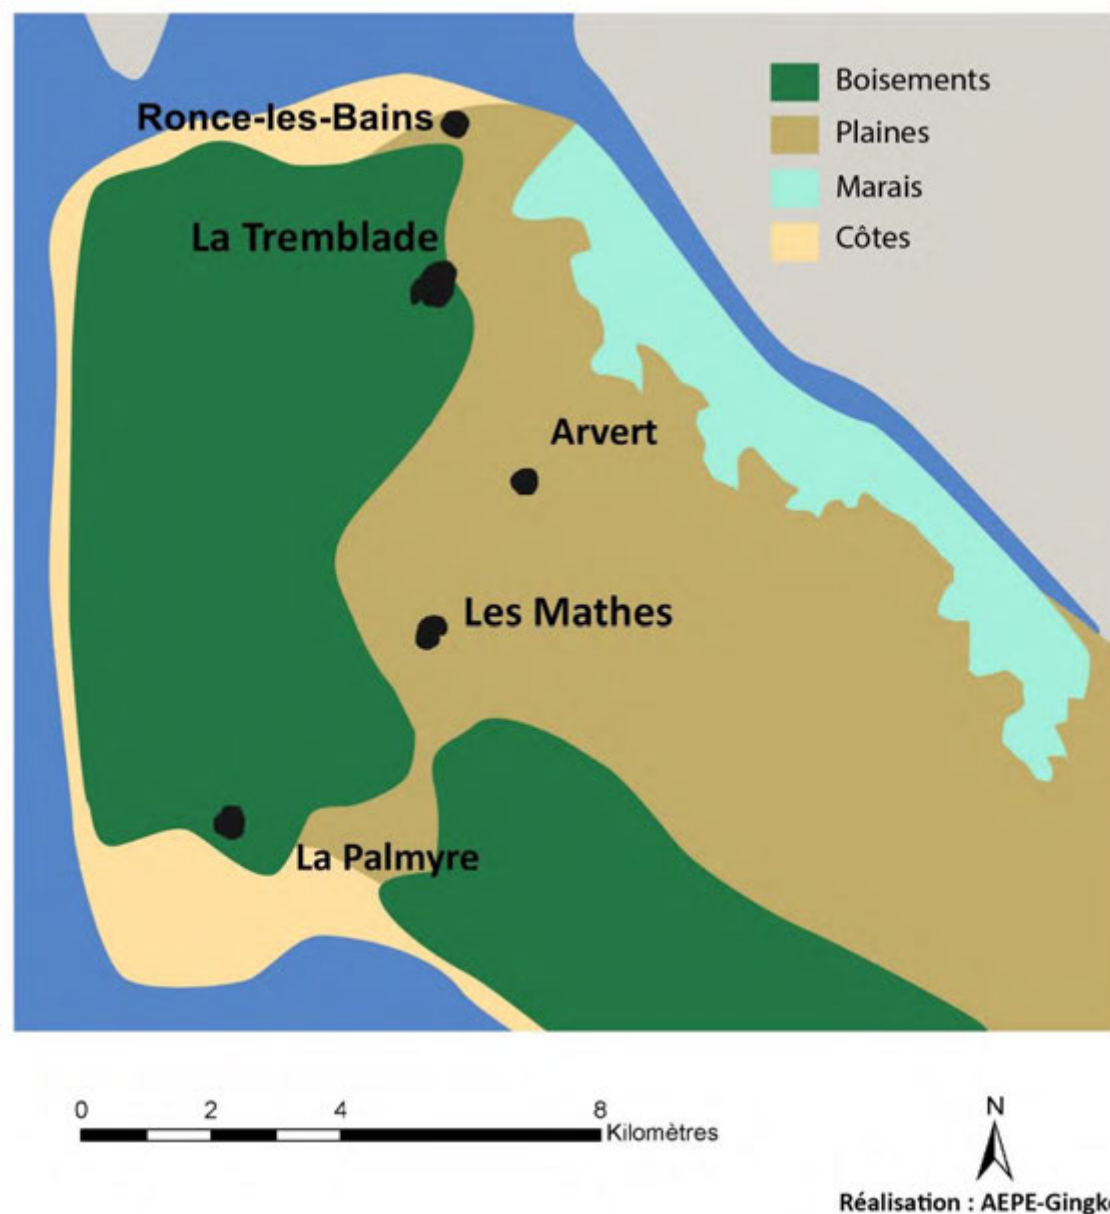 Boisements
Plaines
Marais
Côtes
Ronce-les-Bains
La Tremblade
Arvert
Les Mathes
La Palmyre
0 2 4 8
Kilomètres
N
Réalisation : AEPE-Gingko